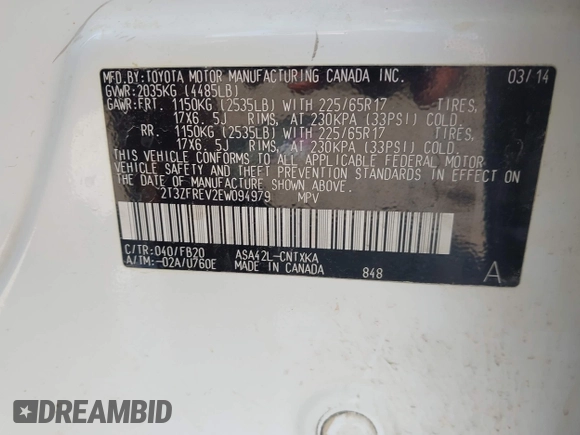 MFD.BY: TOYOTA MOTOR MANUFACTURING CANADA INC. 03/14
GVWR: 2035KG (4485LB)
GAWR: FRT. 1150KG (2535LB) WITH 225/65R17 TIRES,
17X6. 5J RIMS, AT 230KPA (33PSI) COLD.
RR. 1150KG (2535LB) WITH 225/65R17 TIRES,
17X6. 5J RIMS, AT 230KPA (33PSI) COLD.
THIS VEHICLE CONFORMS TO ALL APPLICABLE FEDERAL MOTOR
VEHICLE SAFETY AND THEFT PREVENTION STANDARDS IN EFFECT ON
THE DATE OF MANUFACTURE SHOWN ABOVE.
2T3ZFREV2EW094979 MPV
C/TR: 040/FB20 ASA42L-CNTXKA
A/TM: -02A/U760E MADE IN CANADA 848 A
DREAMBID